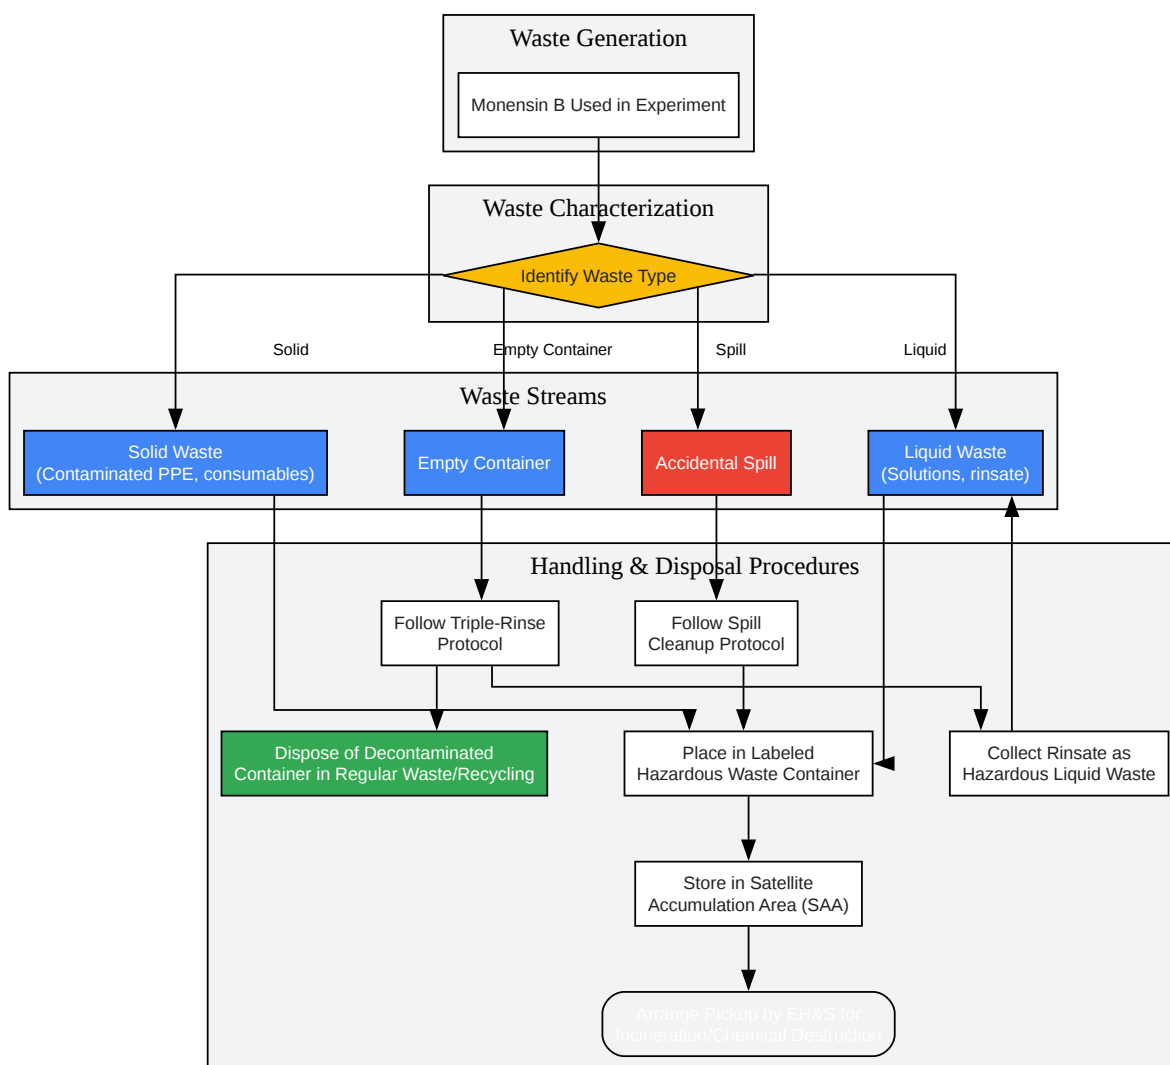 Waste Generation
Monensin B Used in Experiment
Waste Characterization
Identify Waste Type
Solid
Empty Container
Spill
Liquid
Waste Streams
Solid Waste
(Contaminated PPE, consumables)
Empty Container
Accidental Spill
Liquid Waste
(Solutions, rinsate)
Handling & Disposal Procedures
Follow Triple-Rinse
Protocol
Follow Spill
Cleanup Protocol
Dispose of Decontaminated
Container in Regular Waste/Recycling
Place in Labeled
Hazardous Waste Container
Collect Rinsate as
Hazardous Liquid Waste
Store in Satellite
Accumulation Area (SAA)
Arrange Pickup by EH&S for
Incineration/Chemical Destruction